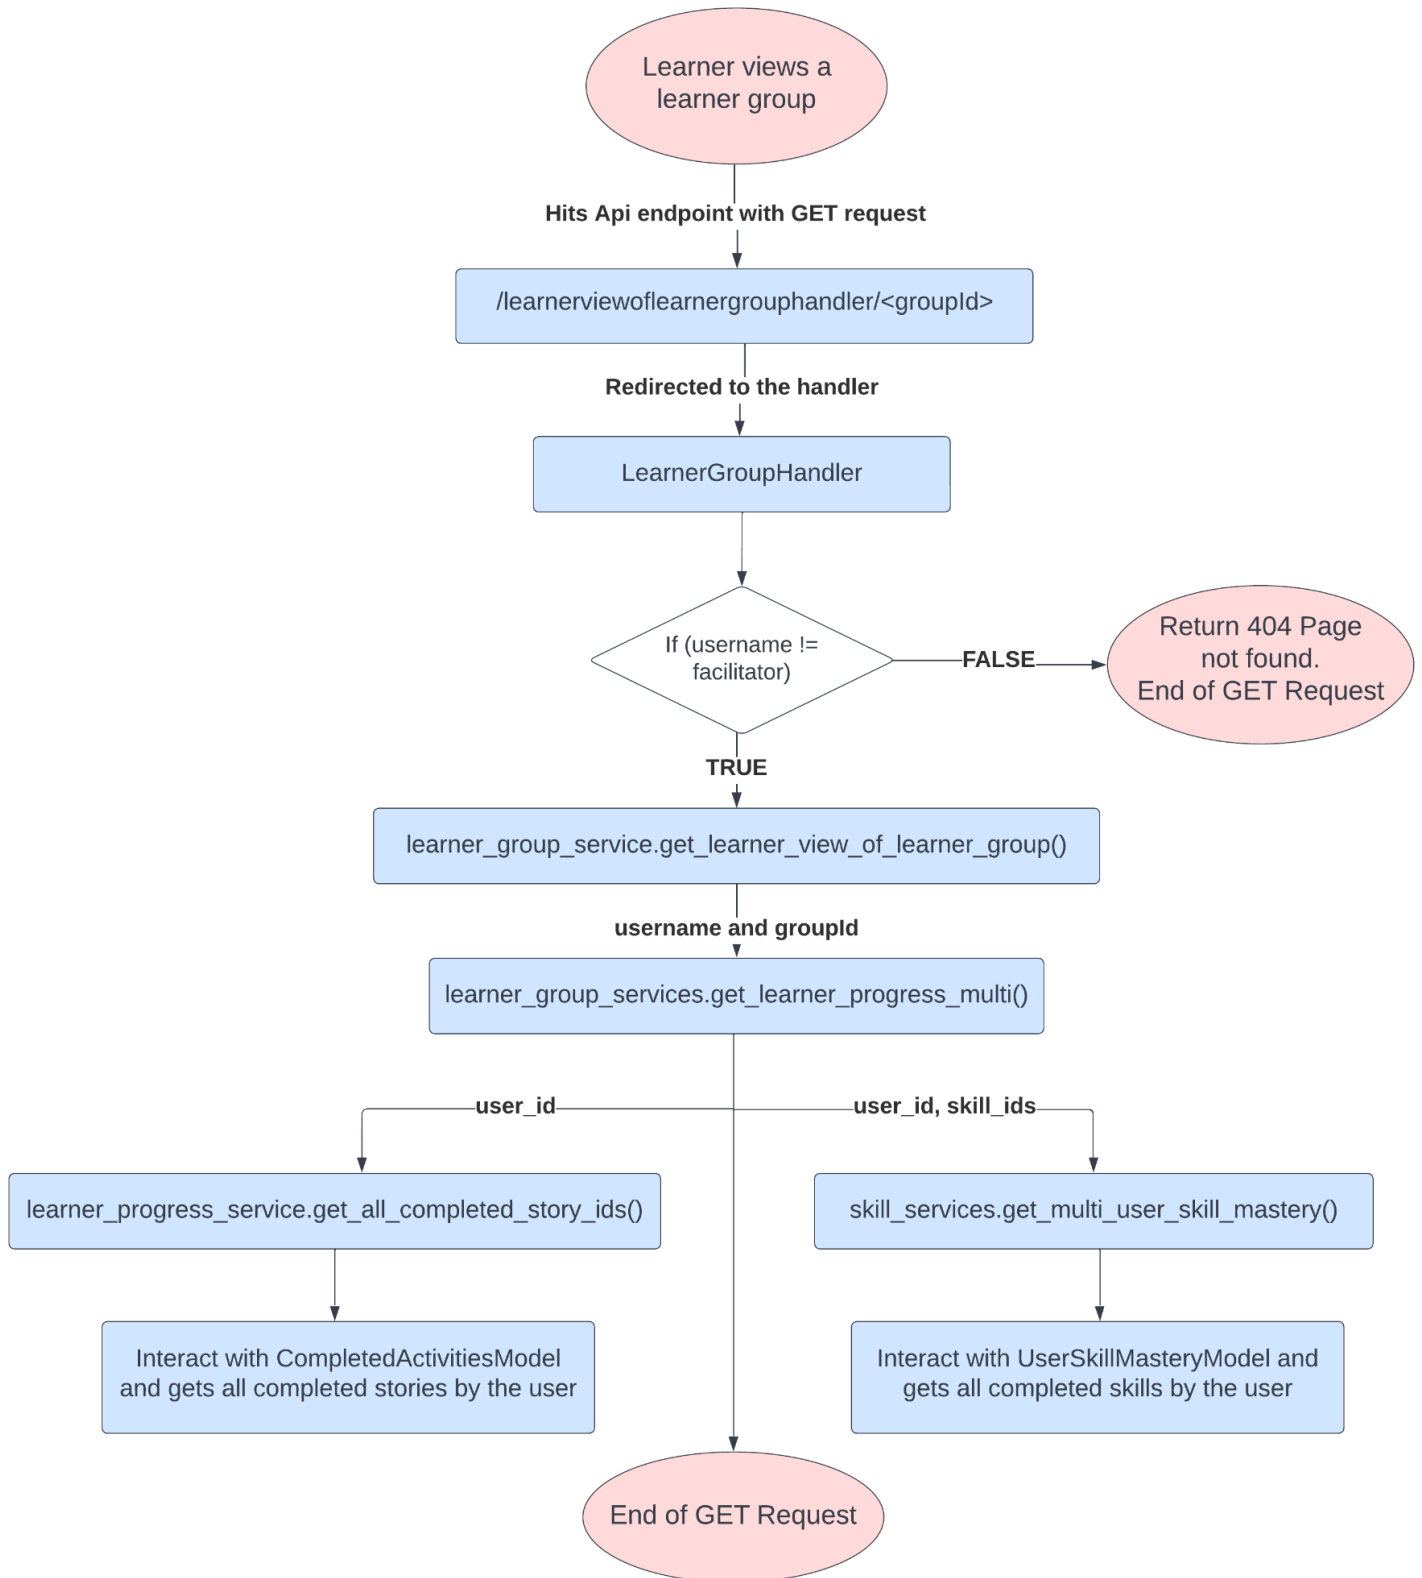 Learner views a
learner group
Hits Api endpoint with GET request
/learnerviewoflearnergrouphandler/<groupId>
Redirected to the handler
LearnerGroupHandler
If (username !=
facilitator)
FALSE
Return 404 Page
not found.
End of GET Request
TRUE
learner_group_service.get_learner_view_of_learner_group()
username and groupId
learner_group_services.get_learner_progress_multi()
user_id
user_id, skill_ids
learner_progress_service.get_all_completed_story_ids()
skill_services.get_multi_user_skill_mastery()
Interact with CompletedActivitiesModel
and gets all completed stories by the user
Interact with UserSkillMasteryModel and
gets all completed skills by the user
End of GET Request